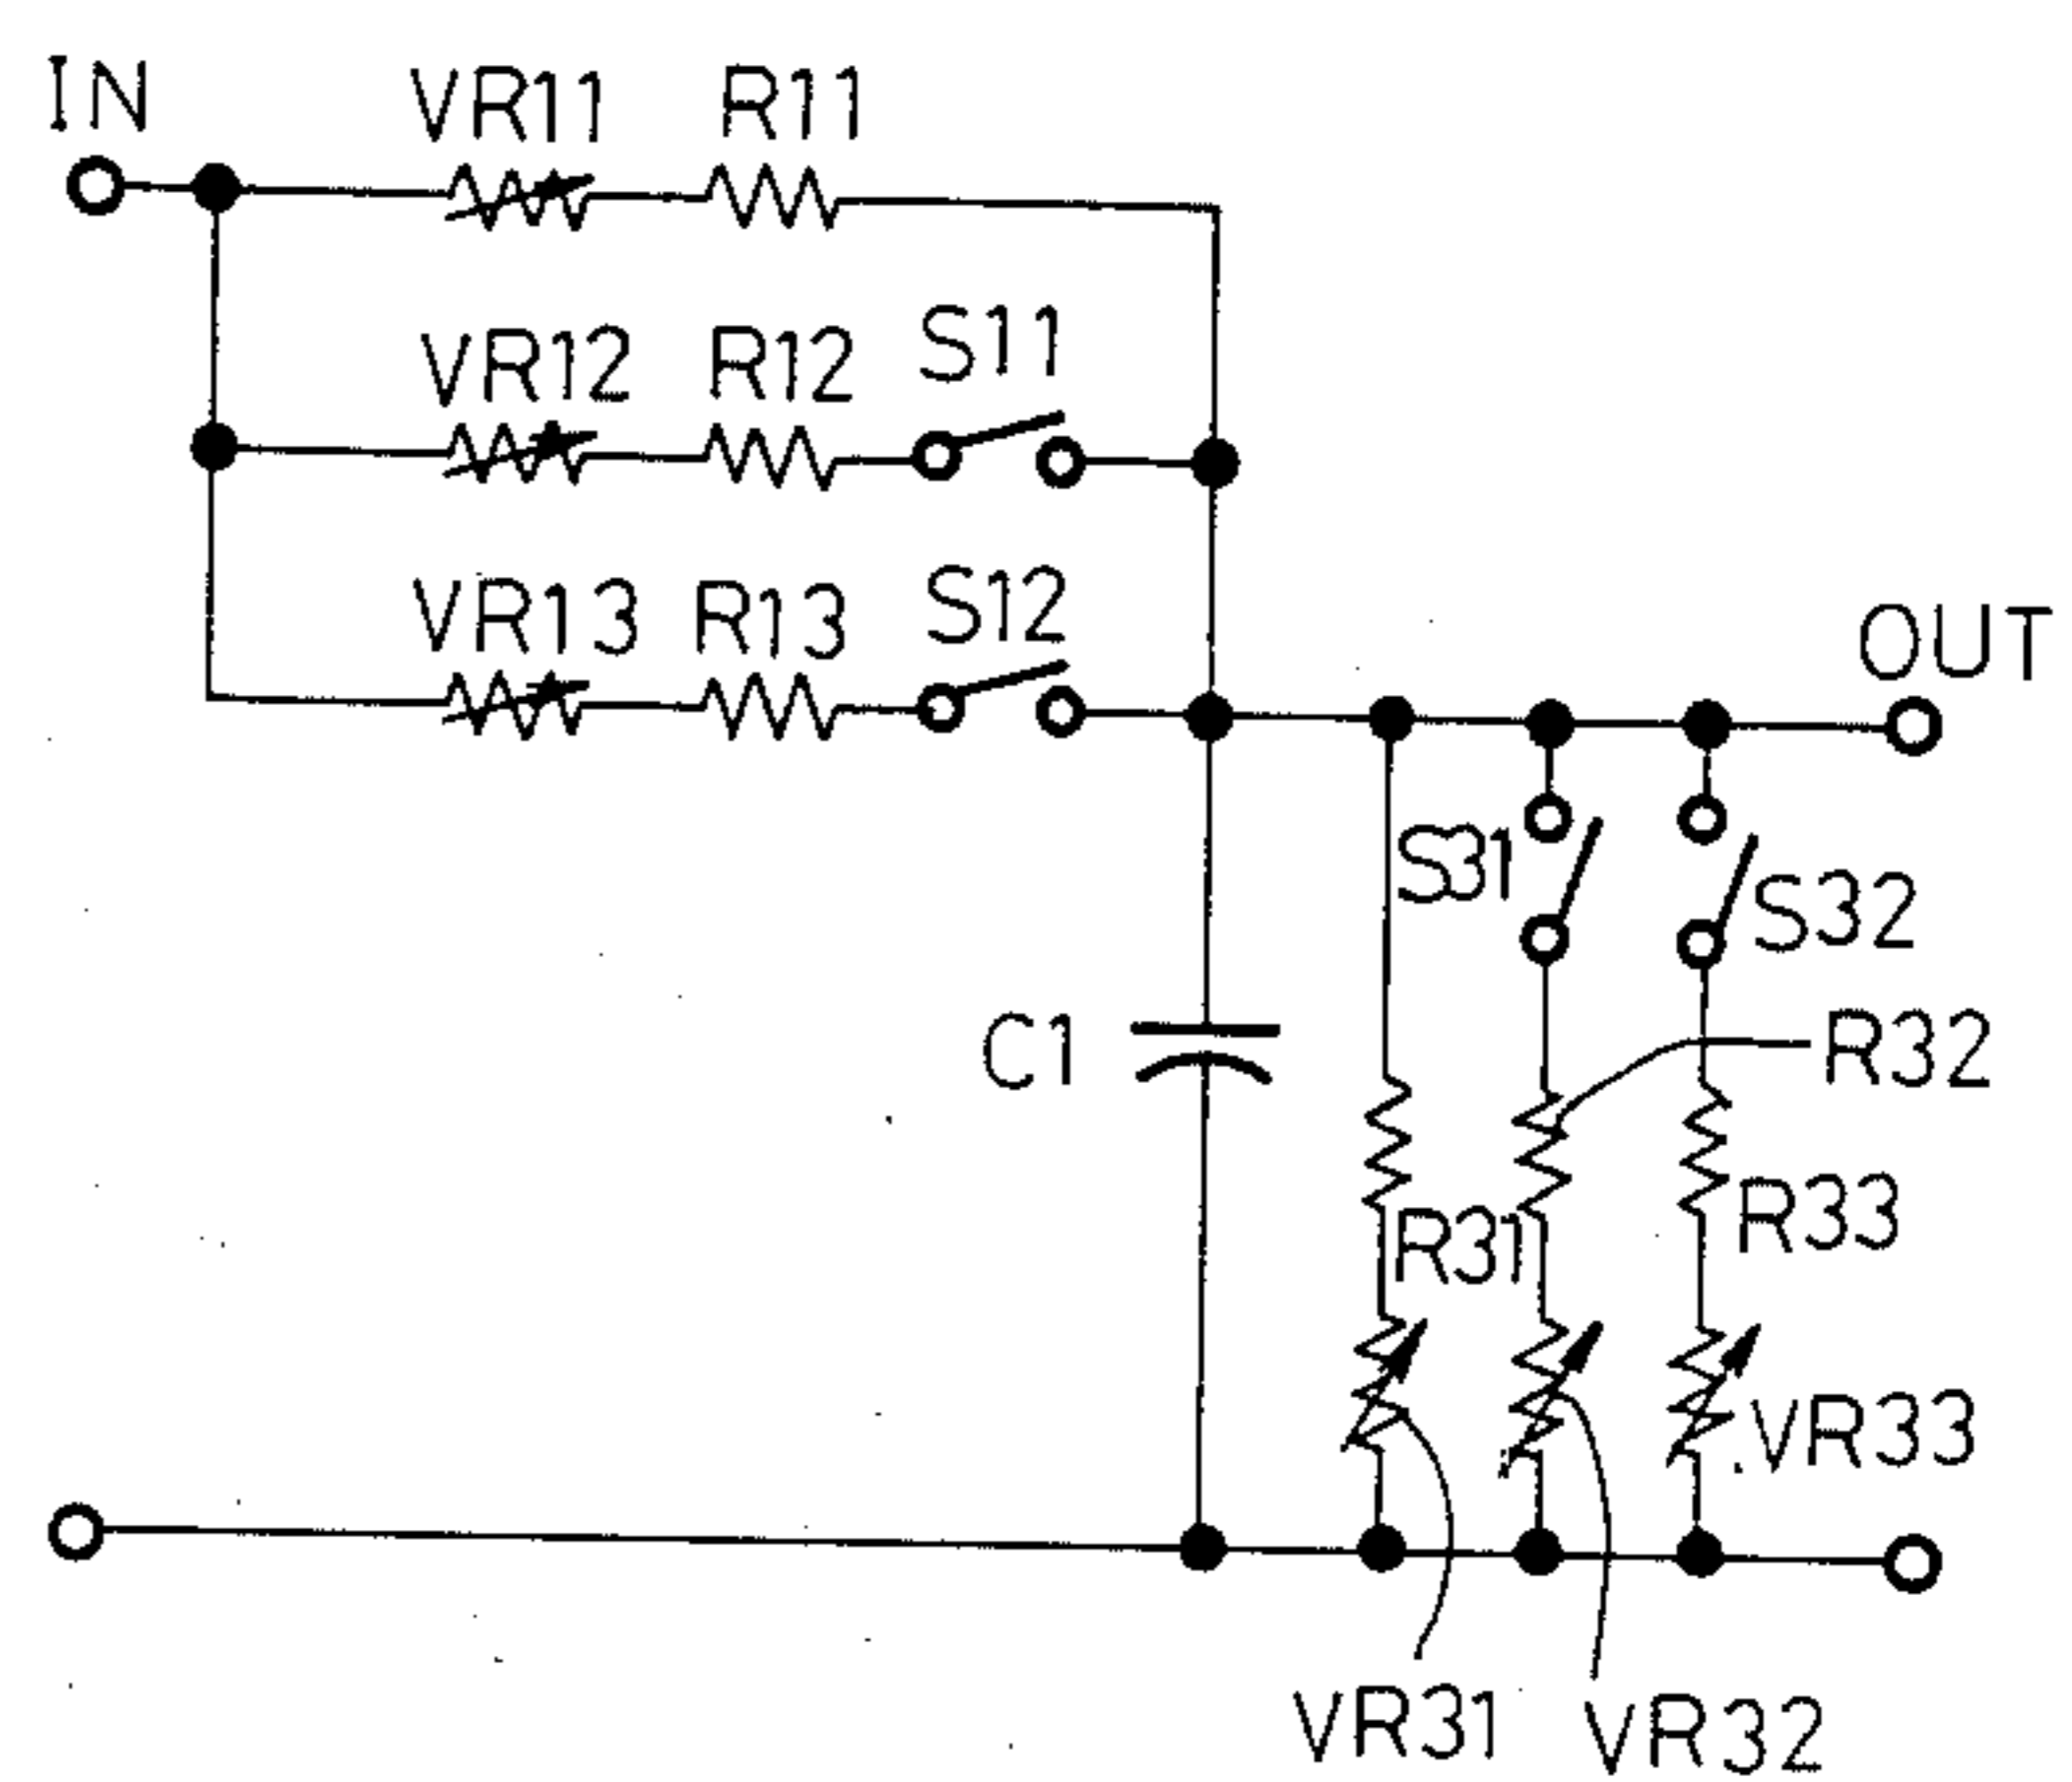 IN
VR11
R11
VR12
R12
S11
VR13
R13
S12
OUT
S31
S32
C1
R32
R33
R31
VR33
VR31
VR32